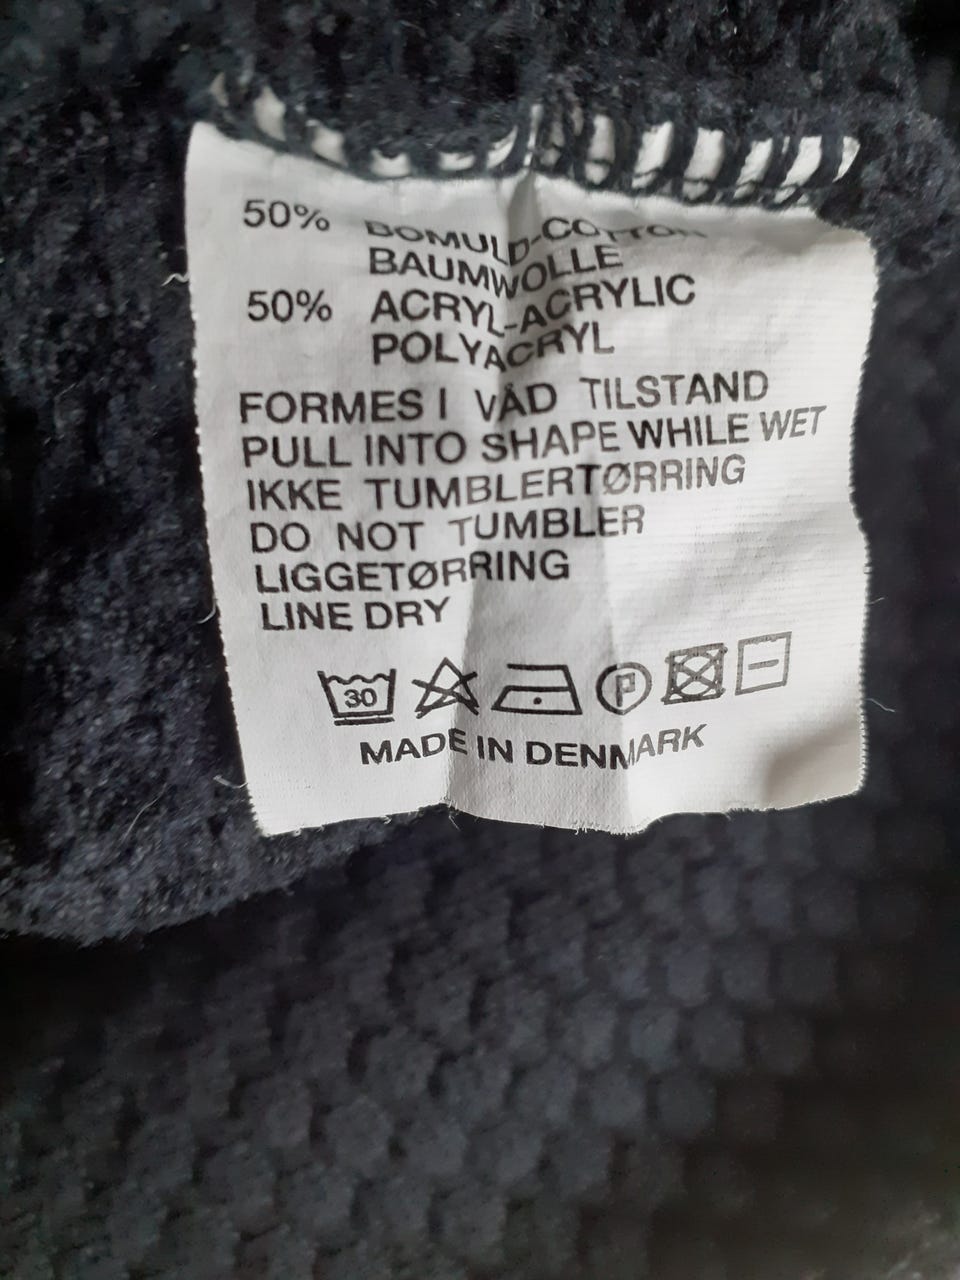 50% BOMULD-COTTON
BAUMWOLLE
50% ACRYL-ACRYLIC
POLYACRYL
FORMES I VÅD TILSTAND
PULL INTO SHAPE WHILE WET
IKKE TUMBLERTØRRING
DO NOT TUMBLER
LIGGETØRRING
LINE DRY
30 P
MADE IN DENMARK